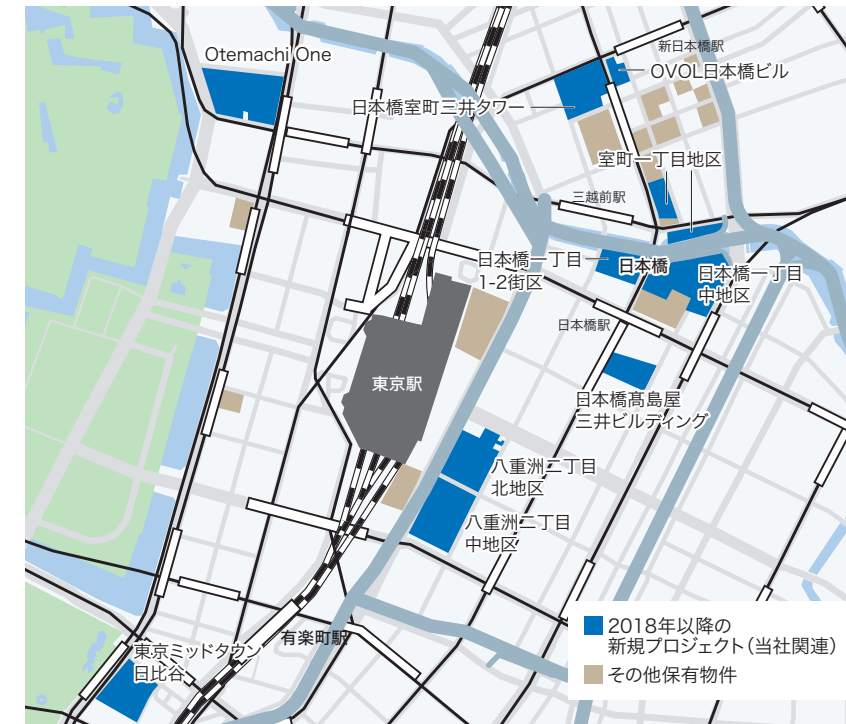 新日本橋駅
Otemachi One
OVOL日本橋ビル
日本橋室町三井タワー
室町一丁目地区
三越前駅
日本橋一丁目
1-2街区
日本橋
日本橋一丁目
中地区
日本橋駅
東京駅
日本橋髙島屋
三井ビルディング
八重洲二丁目
北地区
八重洲二丁目
中地区
有楽町駅
東京ミッドタウン
日比谷
2018年以降の
新規プロジェクト（当社関連）
その他保有物件